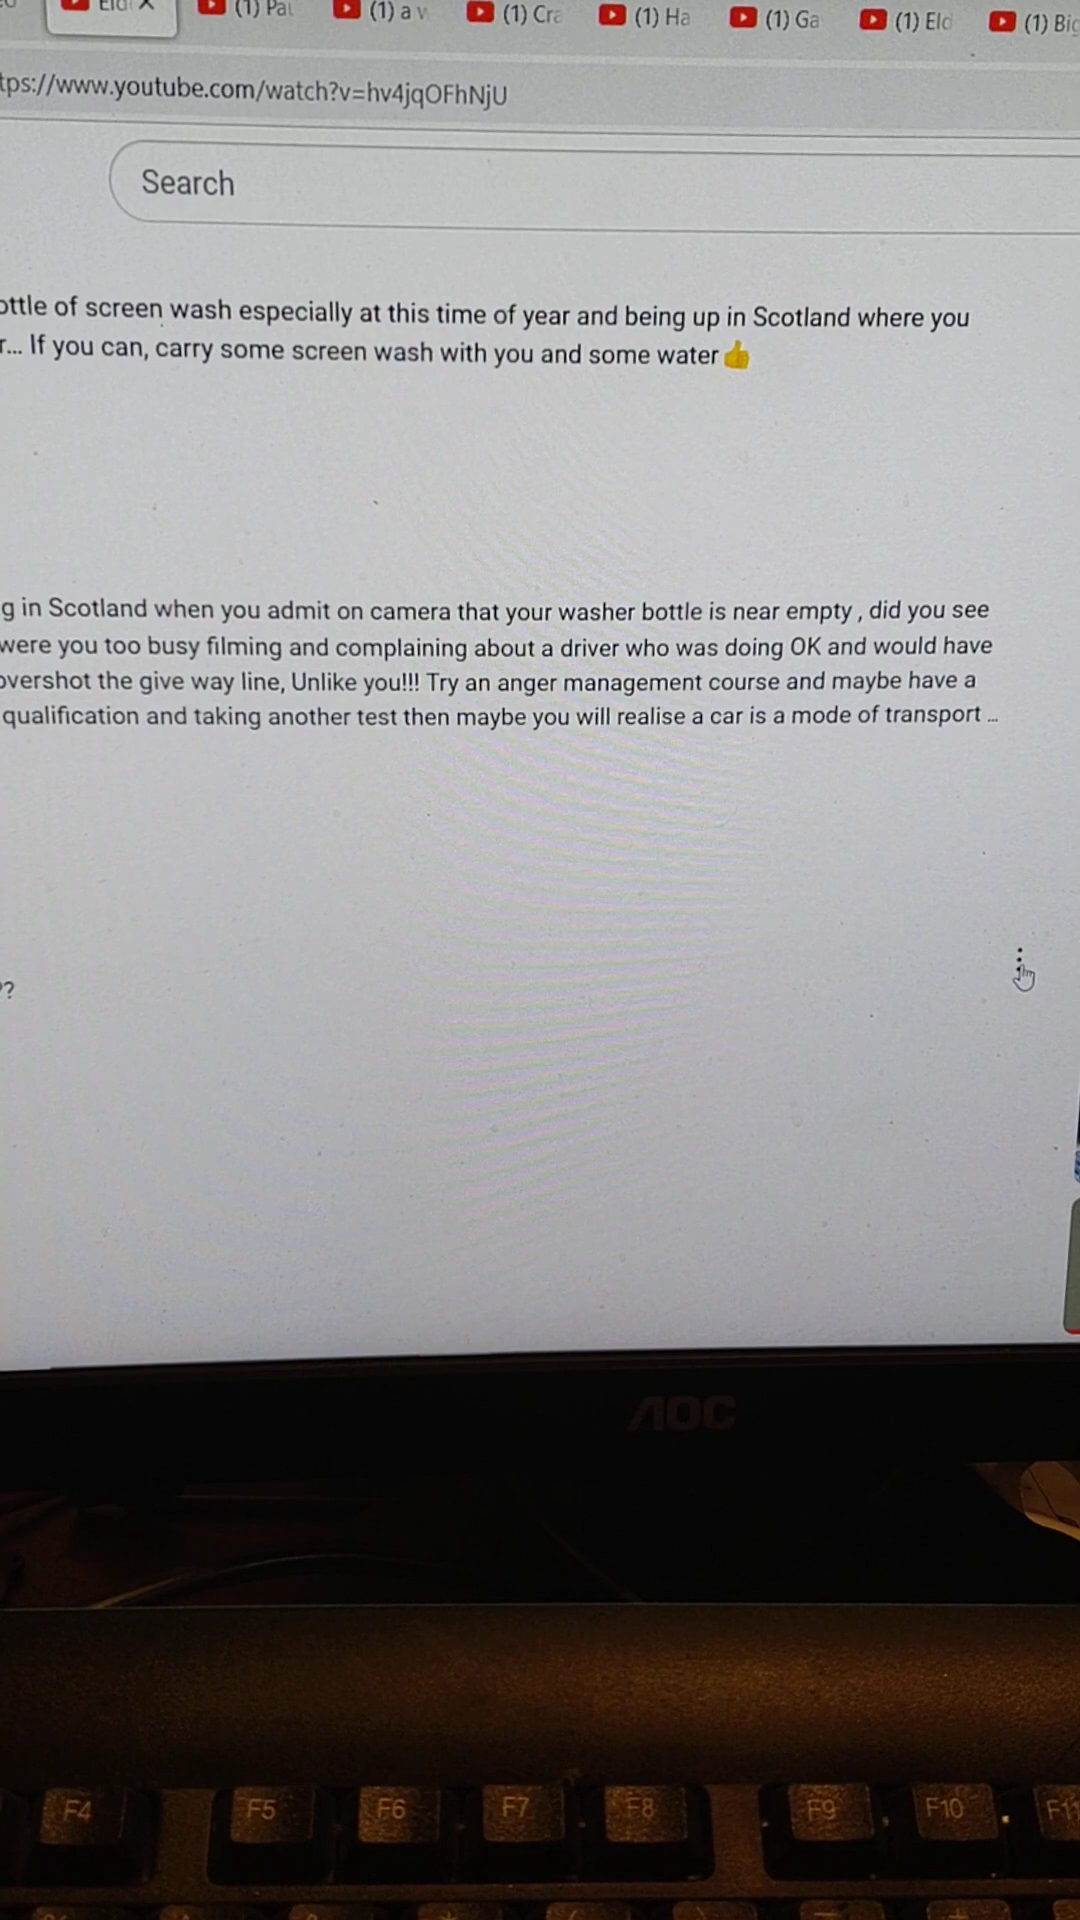 (1) Pa
(1) a
(1) Cra
(1) Ha
(1) Ga
(1) Eld
(1) Big
tps://www.youtube.com/watch?v=hv4jqOFhNjU
Search
ottle of screen wash especially at this time of year and being up in Scotland where you
r... If you can, carry some screen wash with you and some water👍
g in Scotland when you admit on camera that your washer bottle is near empty , did you see
were you too busy filming and complaining about a driver who was doing OK and would have
overshot the give way line, Unlike you!!! Try an anger management course and maybe have a
qualification and taking another test then maybe you will realise a car is a mode of transport ...
?
AOC
F4 F5 F6 F7 F8 F9 F10 F11